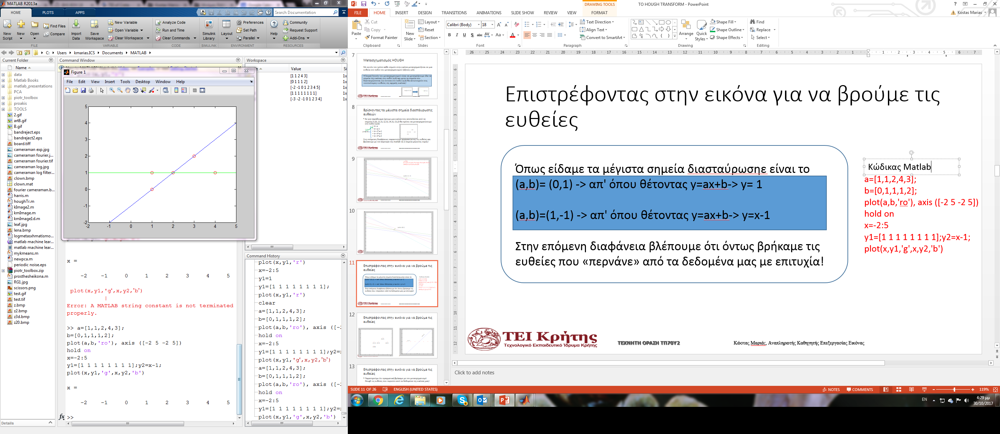 MATLAB R2013a
HOME PLOTS APPS
Search Documentation
New Script
New
Open
Find Files
Compare
Import Data
Save Workspace
New Variable
Open Variable
Clear Workspace
Analyze Code
Run and Time
Clear Commands
Simulink Library
Layout
Preferences
Set Path
Parallel
Help
Community
Request Support
Add-Ons
FILE VARIABLE CODE SIMULINK ENVIRONMENT RESOURCES
C: Users kmarias.ICS Documents MATLAB
Current Folder
Name
data
Matlab Books
matlab_presentations
PCA
piotr_toolbox
proakis
TOOLS
2.gif
art8.gif
B.gif
bandreject.eps
bandreject2.eps
board.tiff
cameraman exp.jpg
cameraman fourier.j...
cameraman fourier.tif
cameraman log.jpg
cameraman log filter...
clown.bmp
clown.mat
fourier cameraman.b...
harris.m
houghTr.m
kImage2.m
kmImage.m
kmImage1d.m
leaf.jpg
lena.bmp
logmetasxhmatismo...
matlab machine lear...
matlab machine lear...
mykmeans.m
newpca.m
periodic noise.eps
piotr_toolbox.zip
prosthesheikona.m
RG1.jpg
scissors.png
test.gif
test.tif
z.bmp
z2.bmp
z3d.bmp
z20.bmp
Details
Command Window
Figure 1
File Edit View Insert Tools Desktop Window Help
5
4
3
2
1
0
-1
-2
-2 -1 0 1 2 3 4 5
x =
-2 -1 0 1 2 3 4 5
plot(x,y1,'g‘,x,y2,’b’)
|
Error: A MATLAB string constant is not terminated
properly.
>> a=[1,1,2,4,3];
b=[0,1,1,1,2];
plot(a,b,'ro'), axis ([-2 5 -2 5])
hold on
x=-2:5
y1=[1 1 1 1 1 1 1 1];y2=x-1;
plot(x,y1,'g',x,y2,'b')
x =
-2 -1 0 1 2 3 4 5
fx >>
Workspace
Value
[1 1 2 4 3] 1x
[0 1 1 1 2] 1x
[-2 -1 0 1 2 3 4 5] 1x
[1 1 1 1 1 1 1 1] 1x
[-3 -2 -1 0 1 2 3 4] 1x
Command History
plot(x,y1,'r')
x=-2:5
y1=1
y1=[1 1 1 1 1 1 1 1];
plot(x,y1,'r')
clear
a=[1,1,2,4,3];
b=[0,1,1,1,2];
plot(a,b,'ro'), axis ([-2
hold on
x=-2:5
y1=[1 1 1 1 1 1 1 1];y2=x
plot(x,y1,'g‘,x,y2,’b’)
a=[1,1,2,4,3];
b=[0,1,1,1,2];
plot(a,b,'ro'), axis ([-2
hold on
x=-2:5
y1=[1 1 1 1 1 1 1 1];y2=x
plot(x,y1,'g',x,y2,'b')
DRAWING TOOLS
TO HOUGH TRANSFORM - PowerPoint
FILE HOME INSERT DESIGN TRANSITIONS ANIMATIONS SLIDE SHOW REVIEW VIEW FORMAT
Kostas Marias
Paste
Cut
Copy
Format Painter
New Slide
Layout
Reset
Section
Calibri (Body) 18
Text Direction
Align Text
Convert to SmartArt
Arrange
Quick Styles
Shape Fill
Shape Outline
Shape Effects
Find
Replace
Select
Clipboard Slides Font Paragraph Drawing Editing
7
Μετασχηματισμός HOUGH
8
Βρίσκοντας τα μέγιστα σημεία διασταύρωσης
ευθειών
9
10
11
Επιστρέφοντας στην εικόνα για να βρούμε τις
ευθείες
12
Επιστρέφοντας στην εικόνα για να βρούμε τις
ευθείες
13
Επιστρέφοντας στην εικόνα για να βρούμε τις
ευθείες
Επιστρέφοντας στην εικόνα για να βρούμε τις
ευθείες
Όπως είδαμε τα μέγιστα σημεία διασταύρωσηε είναι το
(a,b)= (0,1) -> απ' όπου θέτοντας y=ax+b-> y= 1
(a,b)=(1,-1) -> απ' όπου θέτοντας y=ax+b-> y=x-1
Στην επόμενη διαφάνεια βλέπουμε ότι όντως βρήκαμε τις
ευθείες που «περνάνε» από τα δεδομένα μας με επιτυχία!
Κώδικας Matlab
a=[1,1,2,4,3];
b=[0,1,1,1,2];
plot(a,b,'ro'), axis ([-2 5 -2 5])
hold on
x=-2:5
y1=[1 1 1 1 1 1 1 1];y2=x-1;
plot(x,y1,'g',x,y2,'b')
ΤΕΙ Κρήτης
Τεχνολογικό Εκπαιδευτικό Ίδρυμα Κρήτης
ΤΕΧΝΗΤΗ ΟΡΑΣΗ ΤΠ70Υ2
Κώστας Μαριάς, Αναπληρωτής Καθηγητής Επεξεργασίας Εικόνας
Click to add notes
SLIDE 11 OF 26 ENGLISH (UNITED STATES) NOTES COMMENTS 119%
EN
4:29 μμ
30/10/2017